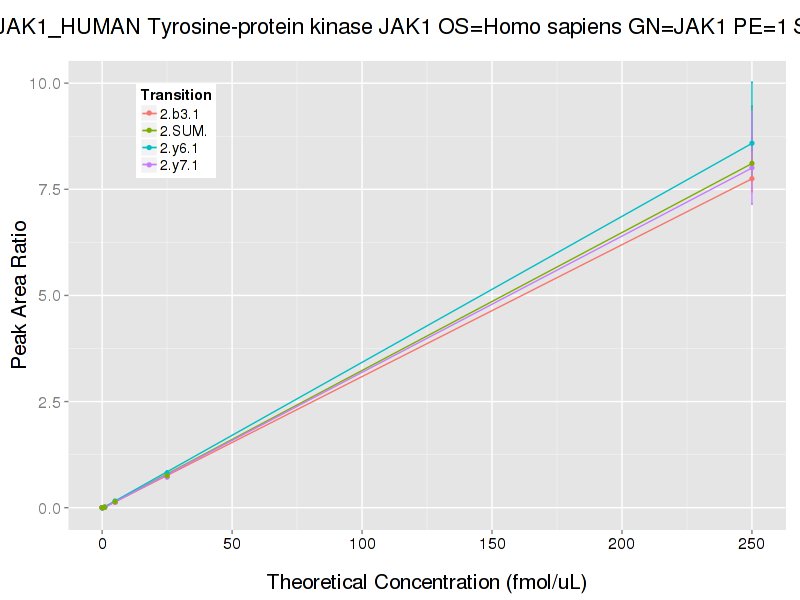 JAK1_HUMAN Tyrosine-protein kinase JAK1 OS=Homo sapiens GN=JAK1 PE=1 S
Transition
2.b3.1
2.SUM.
2.y6.1
2.y7.1
Peak Area Ratio
10.0
7.5
5.0
2.5
0.0
0 50 100 150 200 250
Theoretical Concentration (fmol/uL)